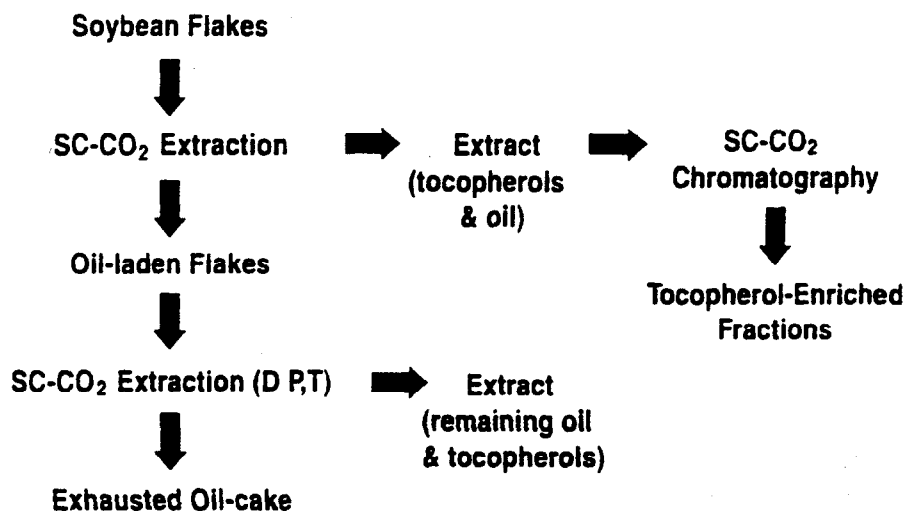 Soybean Flakes
SC-CO₂ Extraction
Extract
(tocopherols
& oil)
SC-CO₂
Chromatography
Tocopherol-Enriched
Fractions
Oil-laden Flakes
SC-CO₂ Extraction (D P,T)
Extract
(remaining oil
& tocopherols)
Exhausted Oil-cake